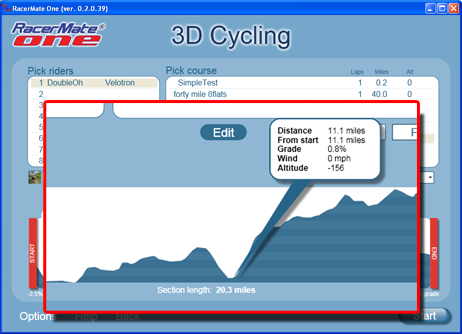 RacerMate One (ver. 0.2.0.39)
RacerMate®
one
3D Cycling
Pick riders
Pick course
Laps Miles Alt
1 DoubleOh Velotron
SimpleTest 1 0.2 0
2
forty mile 8flats 1 40.0 0
3
4
5
6
7
8
Edit
F
Distance 11.1 miles
From start 11.1 miles
Grade 0.8%
Wind 0 mph
Altitude -156
START
END
Section length: 20.3 miles
grade
Options Help Back Start